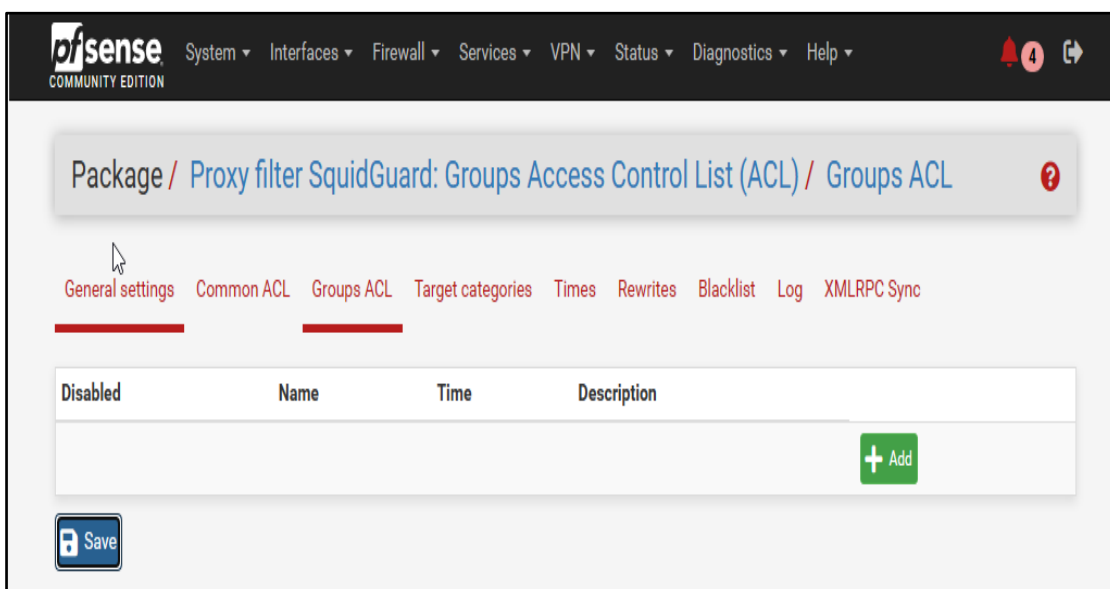 pfsense System Interfaces Firewall Services VPN Status Diagnostics Help 4
COMMUNITY EDITION
Package / Proxy filter SquidGuard: Groups Access Control List (ACL) / Groups ACL
General settings Common ACL Groups ACL Target categories Times Rewrites Blacklist Log XMLRPC Sync
Disabled Name Time Description
Add
Save